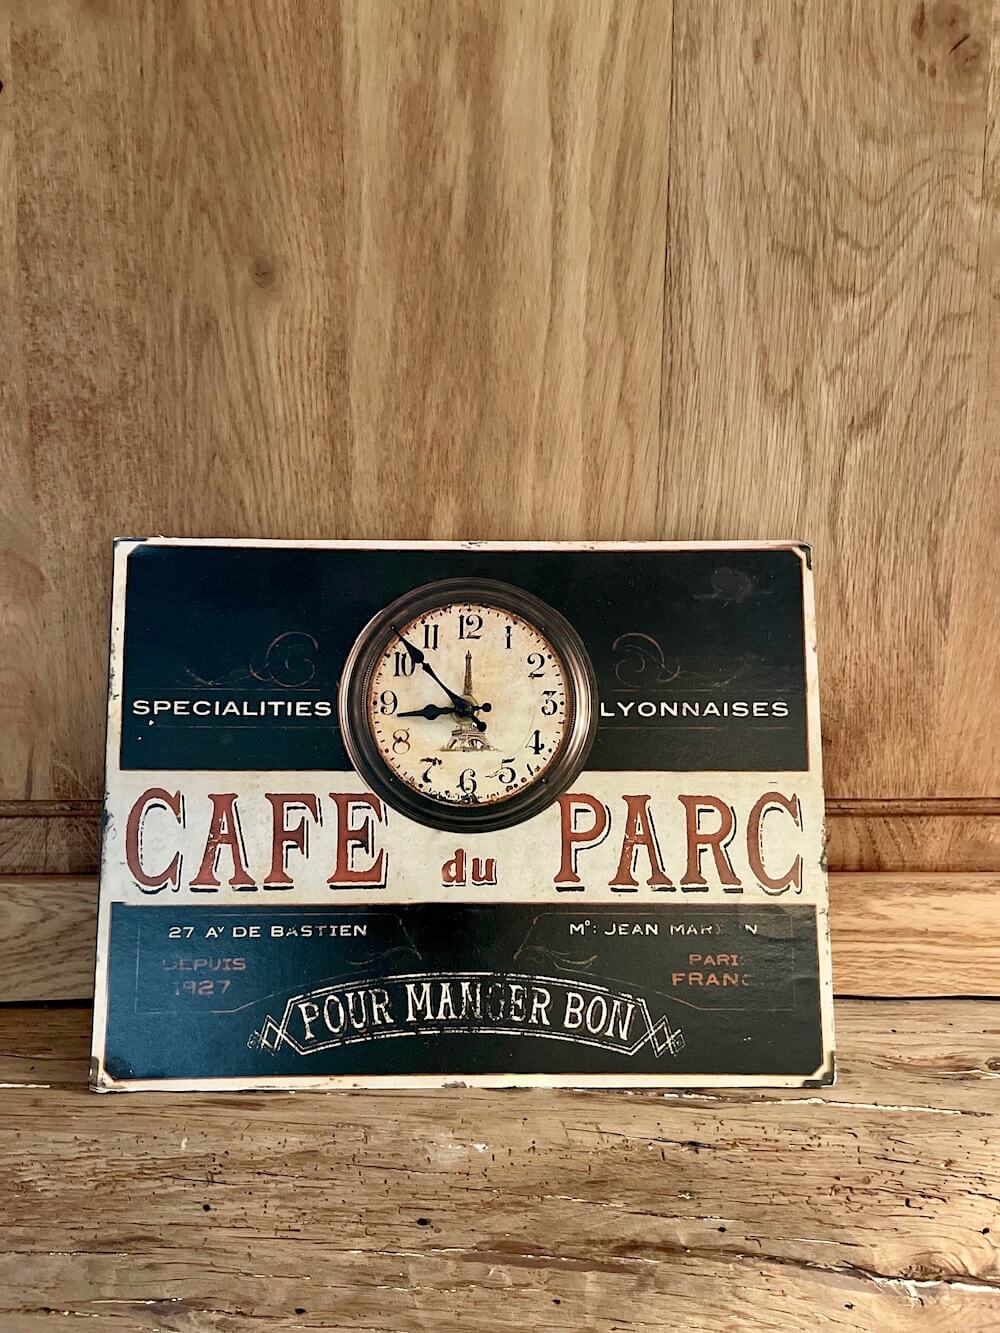 12
1
2
3
4
5
6
7
8
9
10
11
SPECIALITIES LYONNAISES
CAFE du PARC
27 Av DE BASTIEN
DEPUIS
1927
Mº: JEAN
PARIS
FRANCE
POUR MANGER BON